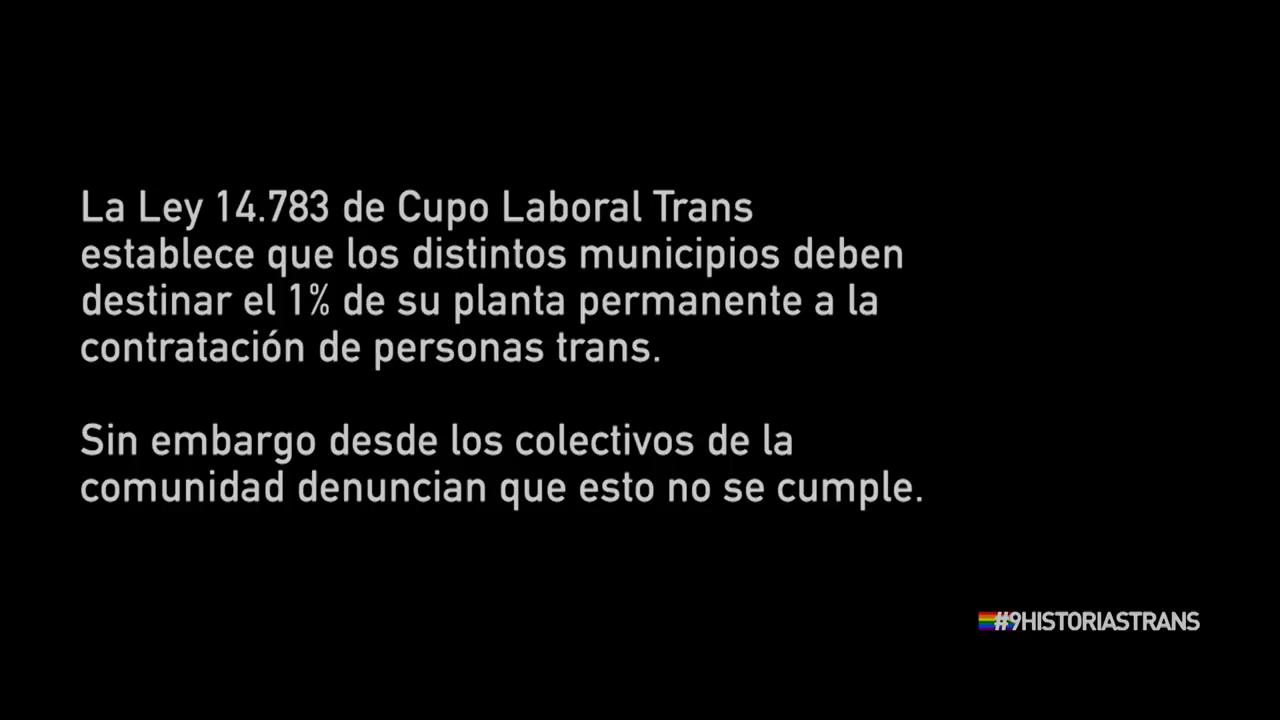 La Ley 14.783 de Cupo Laboral Trans
establece que los distintos municipios deben
destinar el 1% de su planta permanente a la
contratación de personas trans.
Sin embargo desde los colectivos de la
comunidad denuncian que esto no se cumple.
#9HISTORIASTRANS